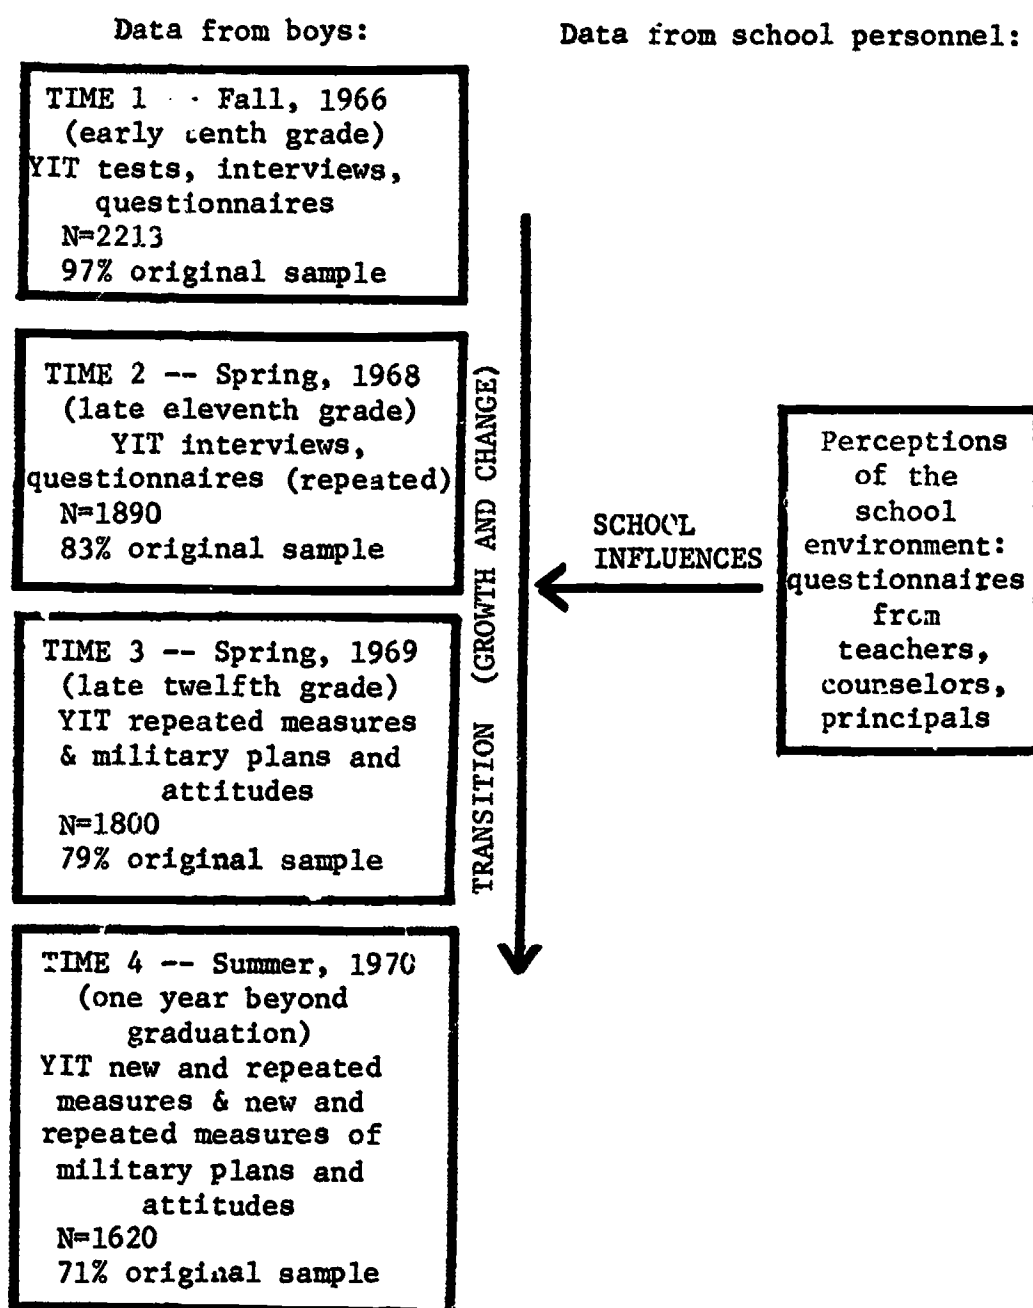 Data from boys:
Data from school personnel:
TIME 1 -- Fall, 1966
(early tenth grade)
YIT tests, interviews,
questionnaires
N=2213
97% original sample
TIME 2 -- Spring, 1968
(late eleventh grade)
YIT interviews,
questionnaires (repeated)
N=1890
83% original sample
TIME 3 -- Spring, 1969
(late twelfth grade)
YIT repeated measures
& military plans and
attitudes
N=1800
79% original sample
TIME 4 -- Summer, 1970
(one year beyond
graduation)
YIT new and repeated
measures & new and
repeated measures of
military plans and
attitudes
N=1620
71% original sample
TRANSITION (GROWTH AND CHANGE)
SCHOOL
INFLUENCES
Perceptions
of the
school
environment:
questionnaires
from
teachers,
counselors,
principals